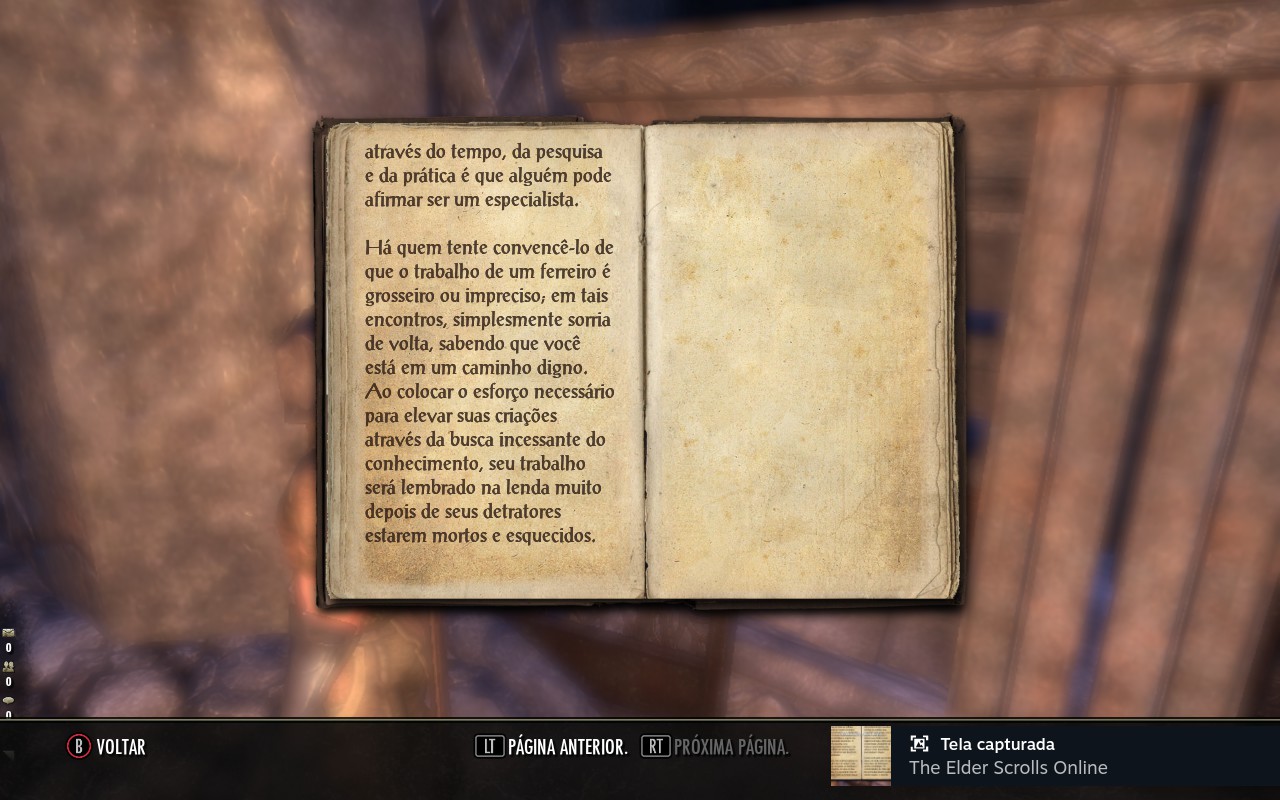 através do tempo, da pesquisa
e da prática é que alguém pode
afirmar ser um especialista.
Há quem tente convencê-lo de
que o trabalho de um ferreiro é
grosseiro ou impreciso; em tais
encontros, simplesmente sorria
de volta, sabendo que você
está em um caminho digno.
Ao colocar o esforço necessário
para elevar suas criações
através da busca incessante do
conhecimento, seu trabalho
será lembrado na lenda muito
depois de seus detratores
estarem mortos e esquecidos.
0
0
0
B VOLTAR
LT PÁGINA ANTERIOR.
RT PRÓXIMA PÁGINA.
Tela capturada
The Elder Scrolls Online